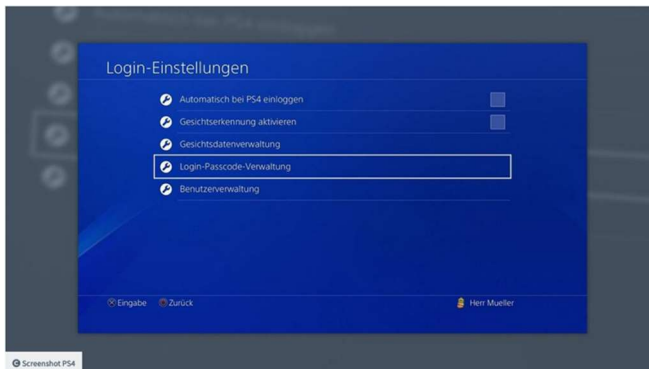 Login-Einstellungen
Automatisch bei PS4 einloggen
Gesichtserkennung aktivieren
Gesichtsdatenverwaltung
Login-Passcode-Verwaltung
Benutzerverwaltung
Eingabe Zurück Herr Mueller
Screenshot PS4